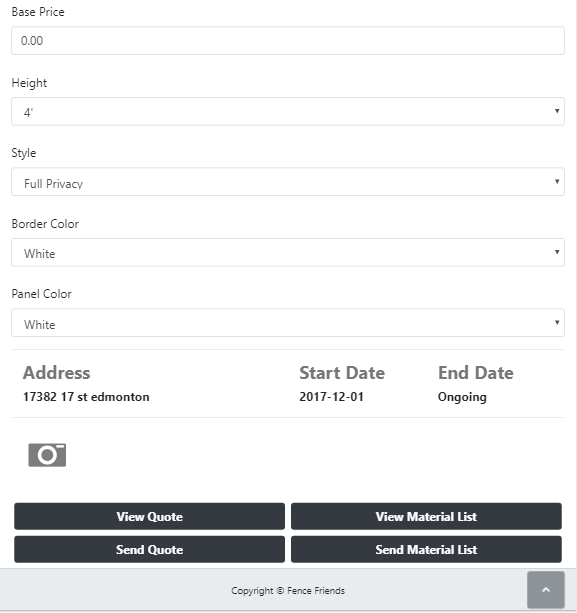 Base Price
0.00
Height
4'
Style
Full Privacy
Border Color
White
Panel Color
White
Address Start Date End Date
17382 17 st edmonton 2017-12-01 Ongoing
View Quote View Material List
Send Quote Send Material List
Copyright © Fence Friends